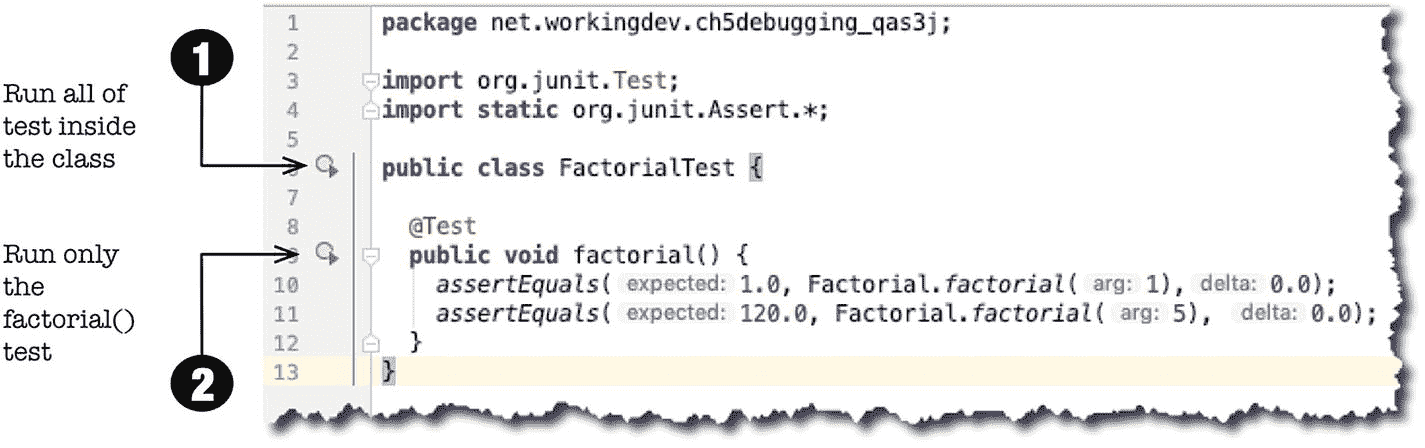 1
Run all of
test inside
the class
2
Run only
the
factorial()
test
1 package net.workingdev.ch5debugging_qas3j;
2
3 import org.junit.Test;
4 import static org.junit.Assert.*;
5
public class FactorialTest {
7
8 @Test
9 public void factorial() {
10 assertEquals( expected: 1.0, Factorial.factorial( arg: 1), delta: 0.0);
11 assertEquals( expected: 120.0, Factorial.factorial( arg: 5), delta: 0.0);
12 }
13 }